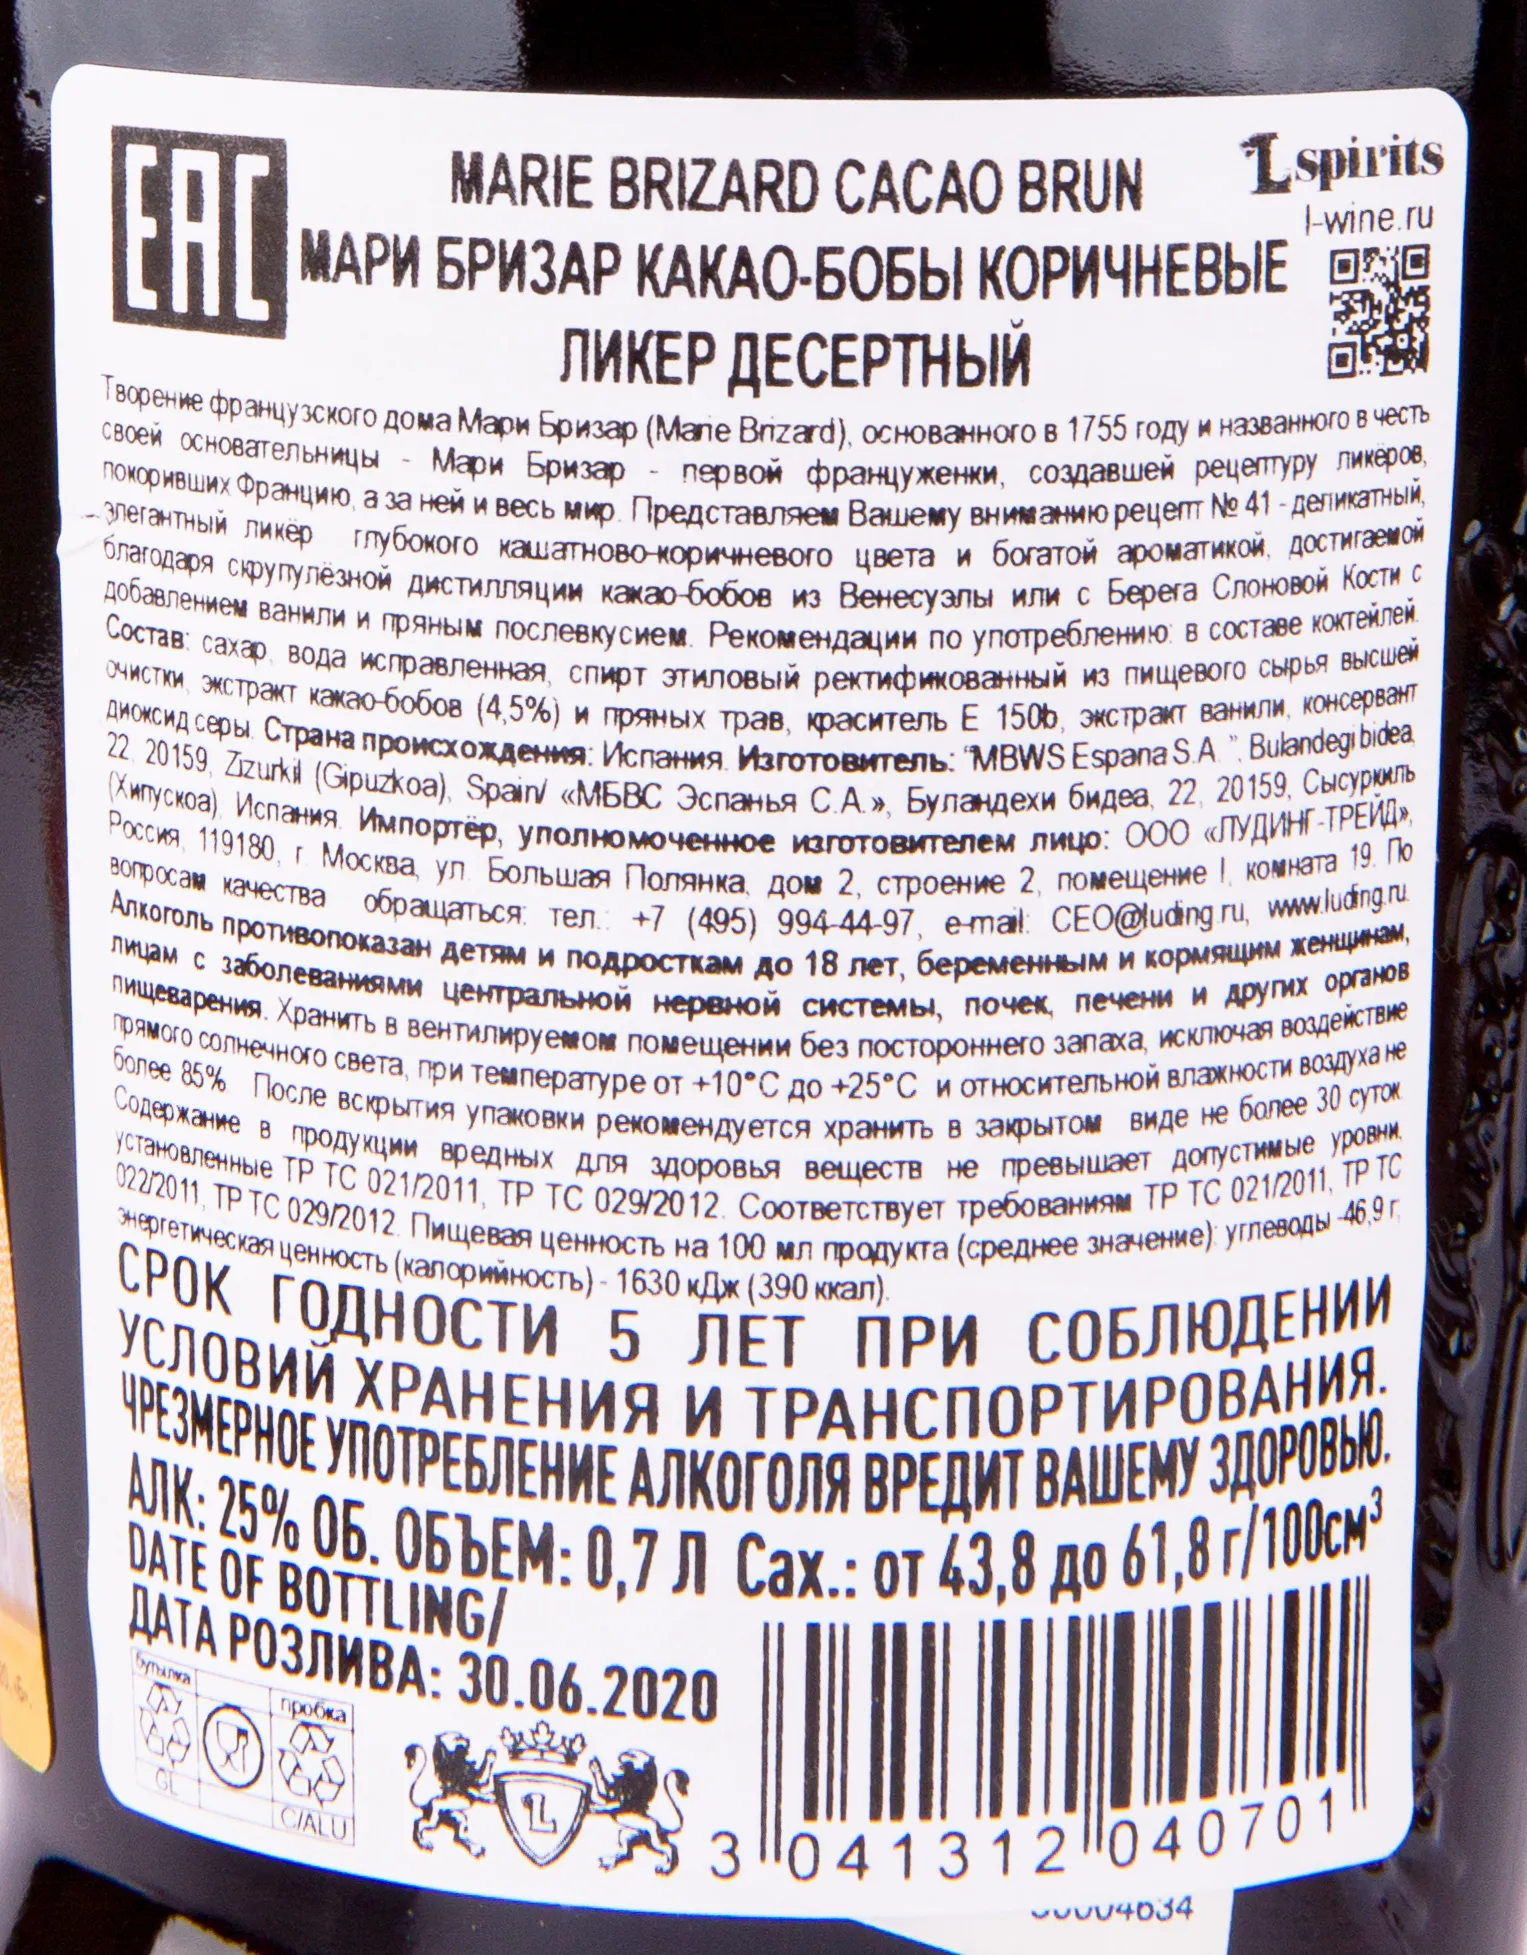 EAC
MARIE BRIZARD CACAO BRUN
L spirits
l-wine.ru
МАРИ БРИЗАР КАКАО-БОБЫ КОРИЧНЕВЫЕ
ЛИКЕР ДЕСЕРТНЫЙ
Творение французского дома Мари Бризар (Marie Brizard), основанного в 1755 году и названного в честь
своей основательницы - Мари Бризар - первой француженки, создавшей рецептуру ликёров,
покоривших Францию, а за ней и весь мир. Представляем Вашему вниманию рецепт № 41 - деликатный,
элегантный ликёр глубокого кашатново-коричневого цвета и богатой ароматикой, достигаемой
благодаря скрупулёзной дистилляции какао-бобов из Венесуэлы или с Берега Слоновой Кости с
добавлением ванили и пряным послевкусием. Рекомендации по употреблению: в составе коктейлей.
Состав: сахар, вода исправленная, спирт этиловый ректификованный из пищевого сырья высшей
очистки, экстракт какао-бобов (4,5%) и пряных трав, краситель Е 150b, экстракт ванили, консервант
диоксид серы. Страна происхождения: Испания. Изготовитель: "MBWS Espana S.A.", Bulandegi bidea,
22, 20159, Zizurkil (Gipuzkoa), Spain/ «МБВС Эспанья С.А.», Буландехи бидеа, 22, 20159, Сысуркиль
(Хипускоа), Испания. Импортёр, уполномоченное изготовителем лицо: ООО «ЛУДИНГ-ТРЕЙД»,
Россия, 119180, г. Москва, ул. Большая Полянка, дом 2, строение 2, помещение I, комната 19. По
вопросам качества обращаться: тел.: +7 (495) 994-44-97, e-mail: CEO@luding.ru, www.luding.ru.
Алкоголь противопоказан детям и подросткам до 18 лет, беременным и кормящим женщинам,
лицам с заболеваниями центральной нервной системы, почек, печени и других органов
пищеварения. Хранить в вентилируемом помещении без постороннего запаха, исключая воздействие
прямого солнечного света, при температуре от +10°С до +25°С и относительной влажности воздуха не
более 85%. После вскрытия упаковки рекомендуется хранить в закрытом виде не более 30 суток.
Содержание в продукции вредных для здоровья веществ не превышает допустимые уровни,
установленные ТР ТС 021/2011, ТР ТС 029/2012. Соответствует требованиям ТР ТС 021/2011, ТР ТС
022/2011, ТР ТС 029/2012. Пищевая ценность на 100 мл продукта (среднее значение): углеводы -46,9 г,
энергетическая ценность (калорийность) - 1630 кДж (390 ккал).
СРОК ГОДНОСТИ 5 ЛЕТ ПРИ СОБЛЮДЕНИИ
УСЛОВИЙ ХРАНЕНИЯ И ТРАНСПОРТИРОВАНИЯ.
ЧРЕЗМЕРНОЕ УПОТРЕБЛЕНИЕ АЛКОГОЛЯ ВРЕДИТ ВАШЕМУ ЗДОРОВЬЮ.
АЛК: 25% ОБ. ОБЪЕМ: 0,7 Л Сах.: от 43,8 до 61,8 г/100см³
DATE OF BOTTLING/
ДАТА РОЗЛИВА: 30.06.2020
бутылка
пробка
GL
C/ALU
L
3 041312 040701